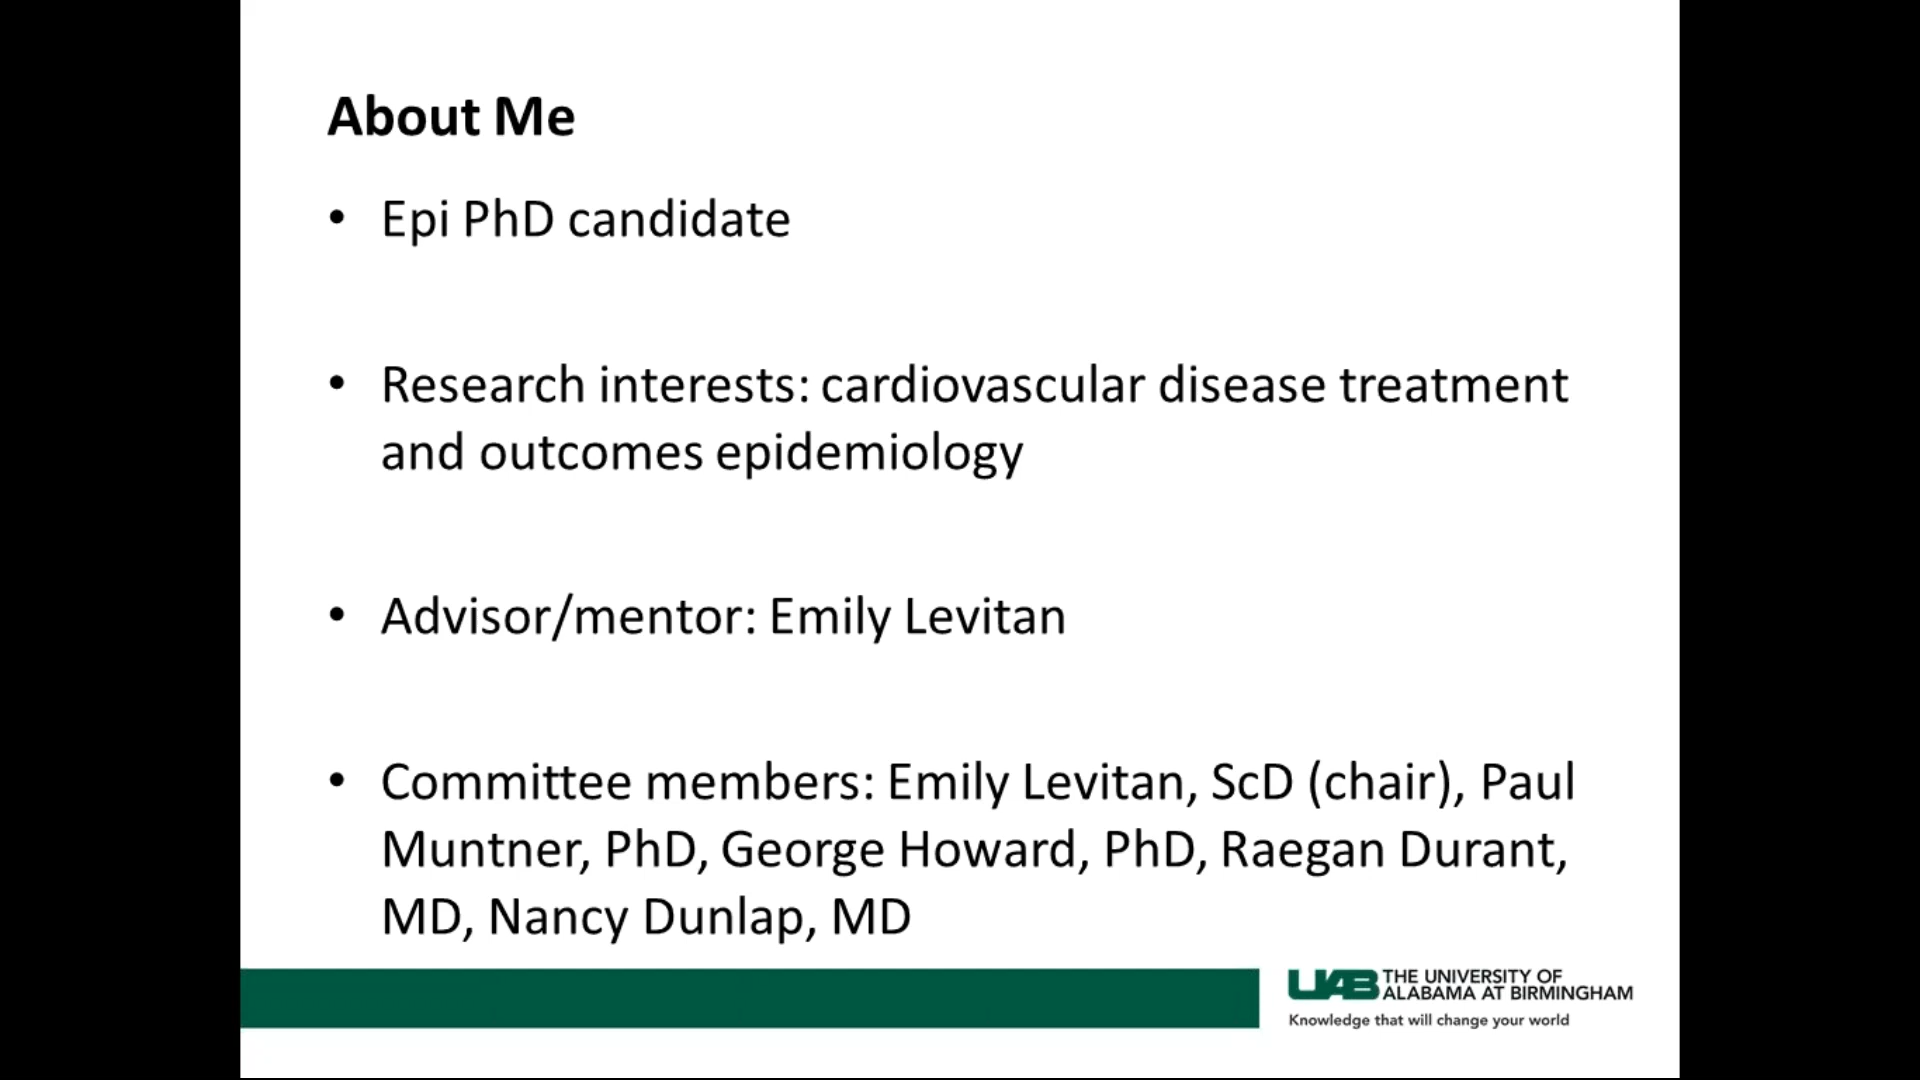 About Me
• Epi PhD candidate
• Research interests: cardiovascular disease treatment
and outcomes epidemiology
• Advisor/mentor: Emily Levitan
• Committee members: Emily Levitan, ScD (chair), Paul
Muntner, PhD, George Howard, PhD, Raegan Durant,
MD, Nancy Dunlap, MD
UAB THE UNIVERSITY OF
ALABAMA AT BIRMINGHAM
Knowledge that will change your world